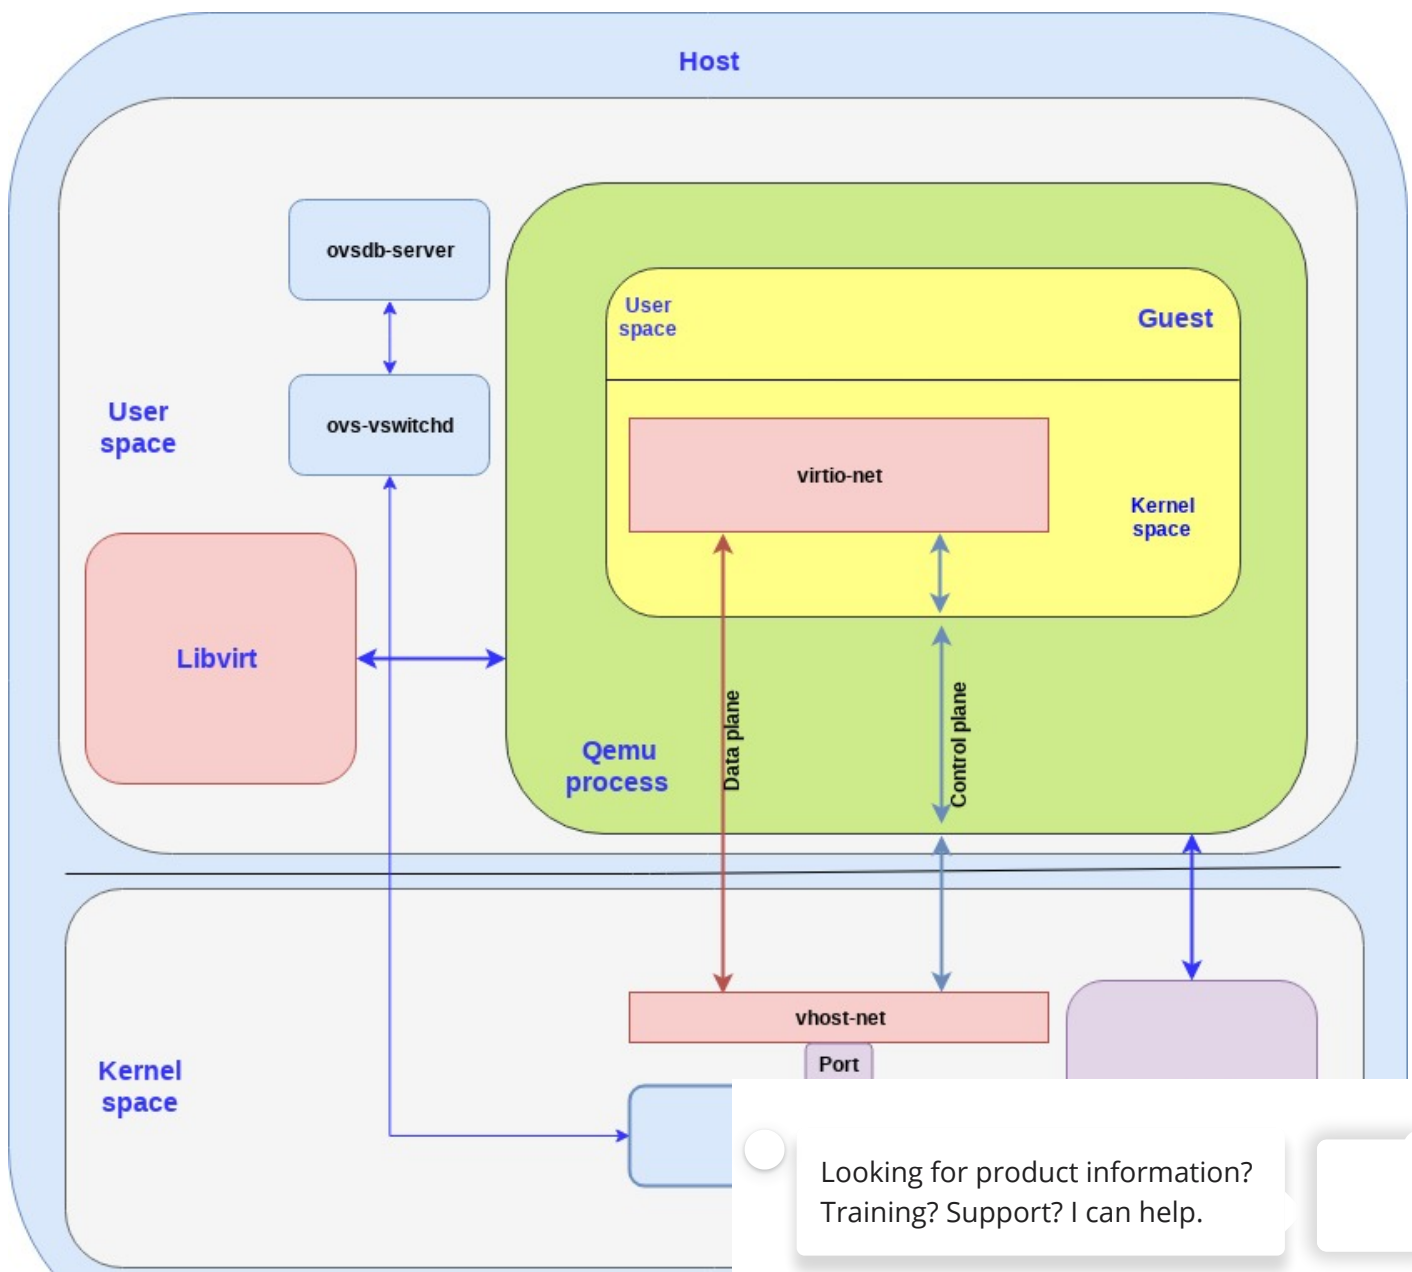 Host
ovsdb-server
User
space
Guest
ovs-vswitchd
User
space
virtio-net
Kernel
space
Libvirt
Data plane
Control plane
Qemu
process
vhost-net
Port
Kernel
space
Looking for product information?
Training? Support? I can help.